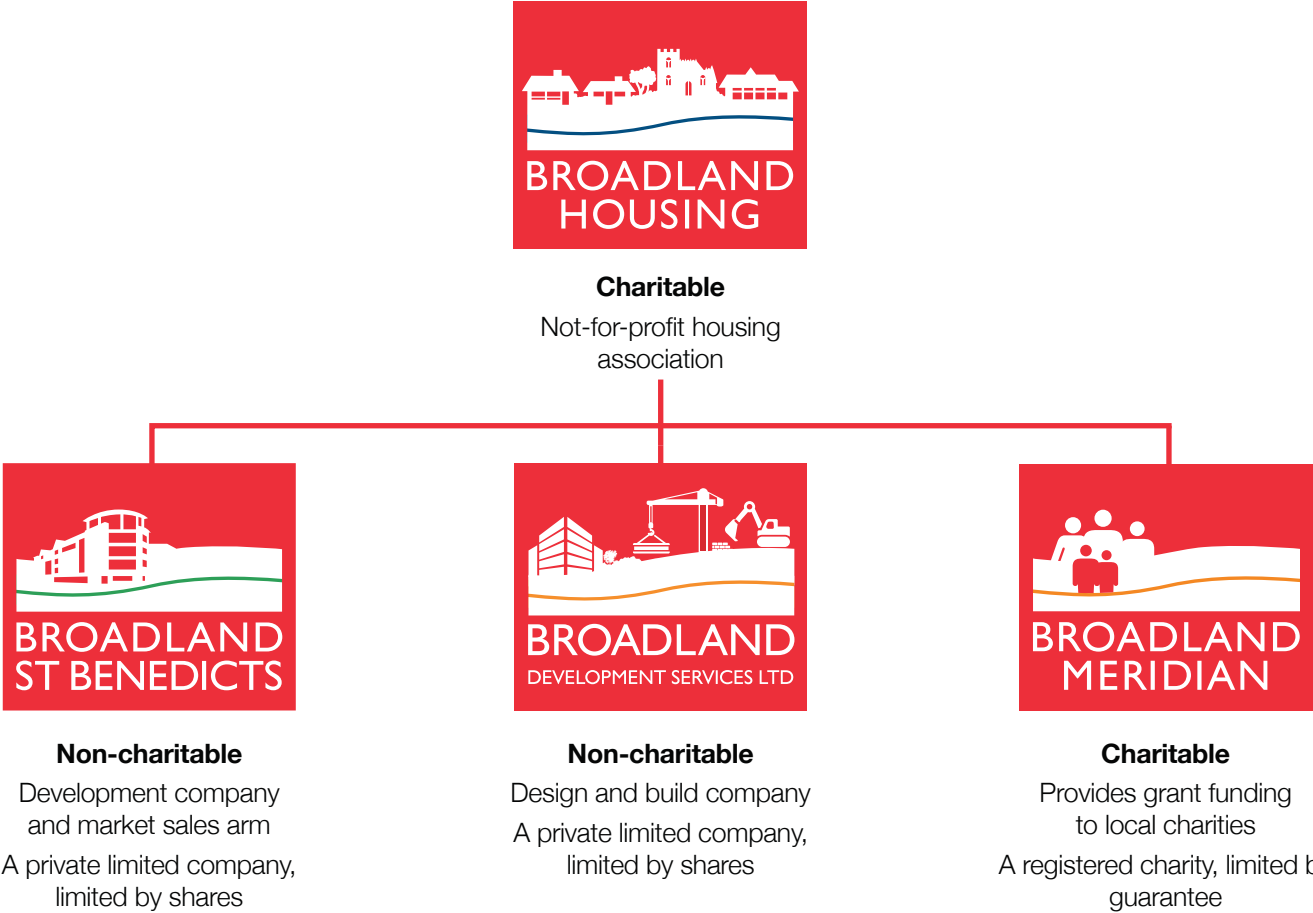 BROADLAND
HOUSING
Charitable
Not-for-profit housing
association
BROADLAND
ST BENEDICTS
Non-charitable
Development company
and market sales arm
A private limited company,
limited by shares
BROADLAND
DEVELOPMENT SERVICES LTD
Non-charitable
Design and build company
A private limited company,
limited by shares
BROADLAND
MERIDIAN
Charitable
Provides grant funding
to local charities
A registered charity, limited
guarantee